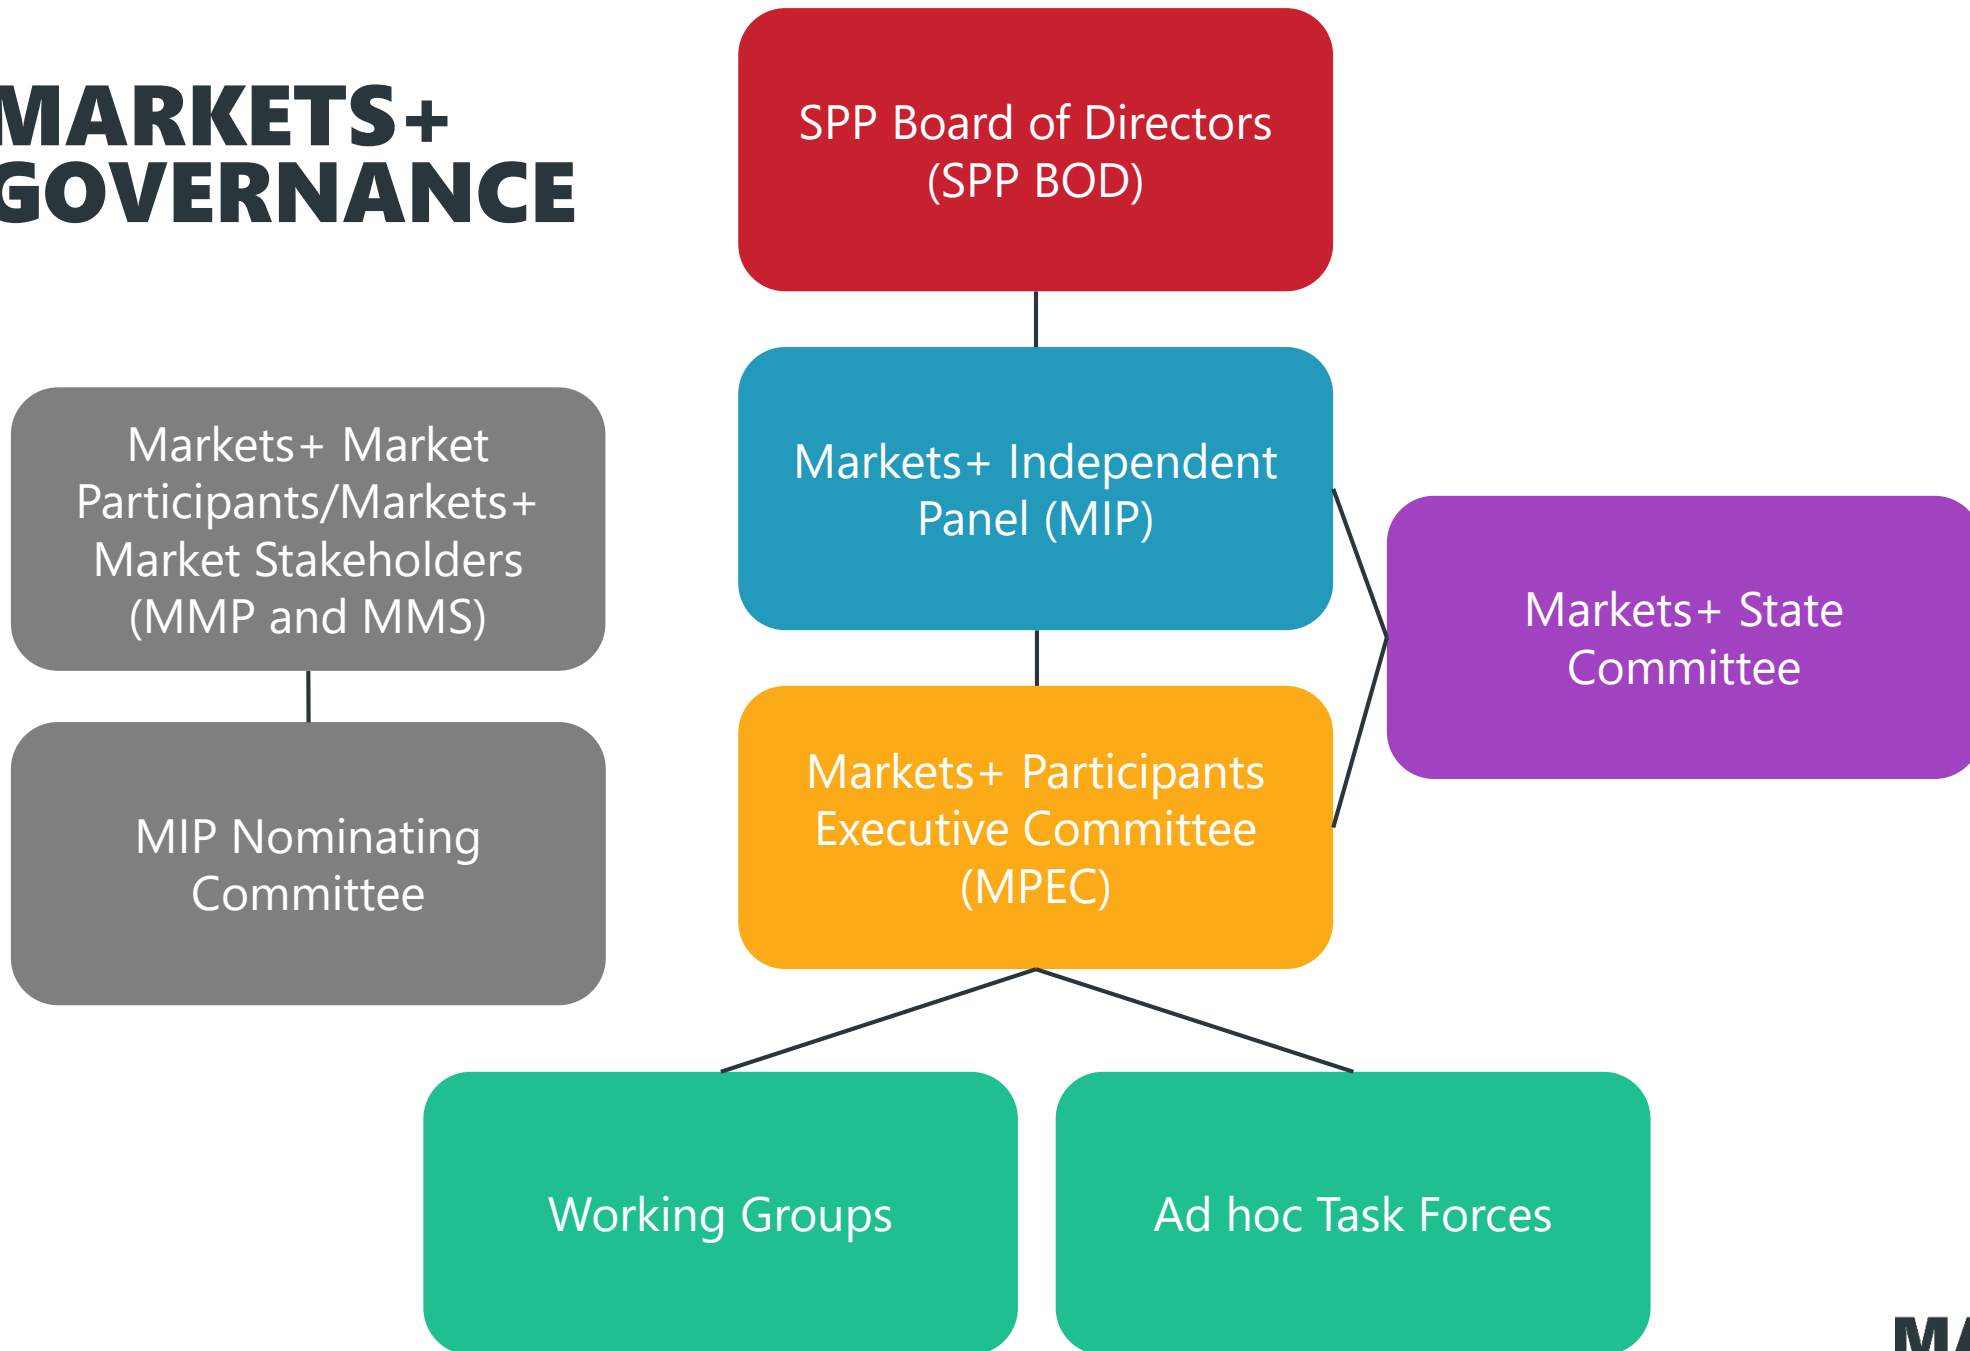 MARKETS+
GOVERNANCE
SPP Board of Directors
(SPP BOD)
Markets+ Market
Participants/Markets+
Market Stakeholders
(MMP and MMS)
Markets+ Independent
Panel (MIP)
Markets+ State
Committee
MIP Nominating
Committee
Markets+ Participants
Executive Committee
(MPEC)
Working Groups
Ad hoc Task Forces